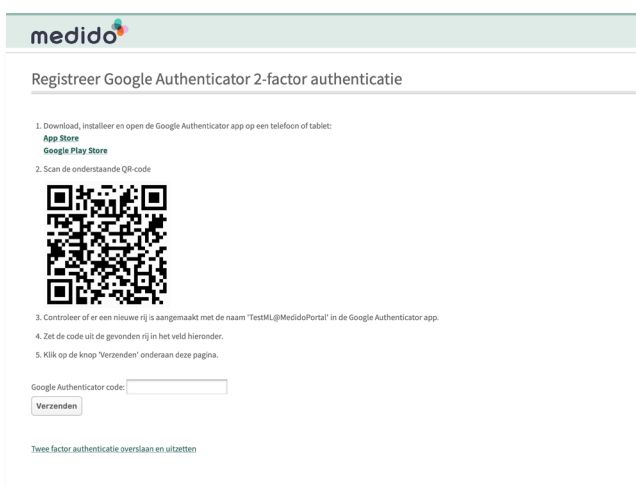 medido
Registreer Google Authenticator 2-factor authenticatie
1. Download, installeer en open de Google Authenticator app op een telefoon of tablet:
App Store
Google Play Store
2. Scan de onderstaande QR-code
3. Controleer of er een nieuwe rij is aangemaakt met de naam 'TestML@MedidoPortal' in de Google Authenticator app.
4. Zet de code uit de gevonden rij in het veld hieronder.
5. Klik op de knop 'Verzenden' onderaan deze pagina.
Google Authenticator code:
Verzenden
Twee factor authenticatie overslaan en uitzetten